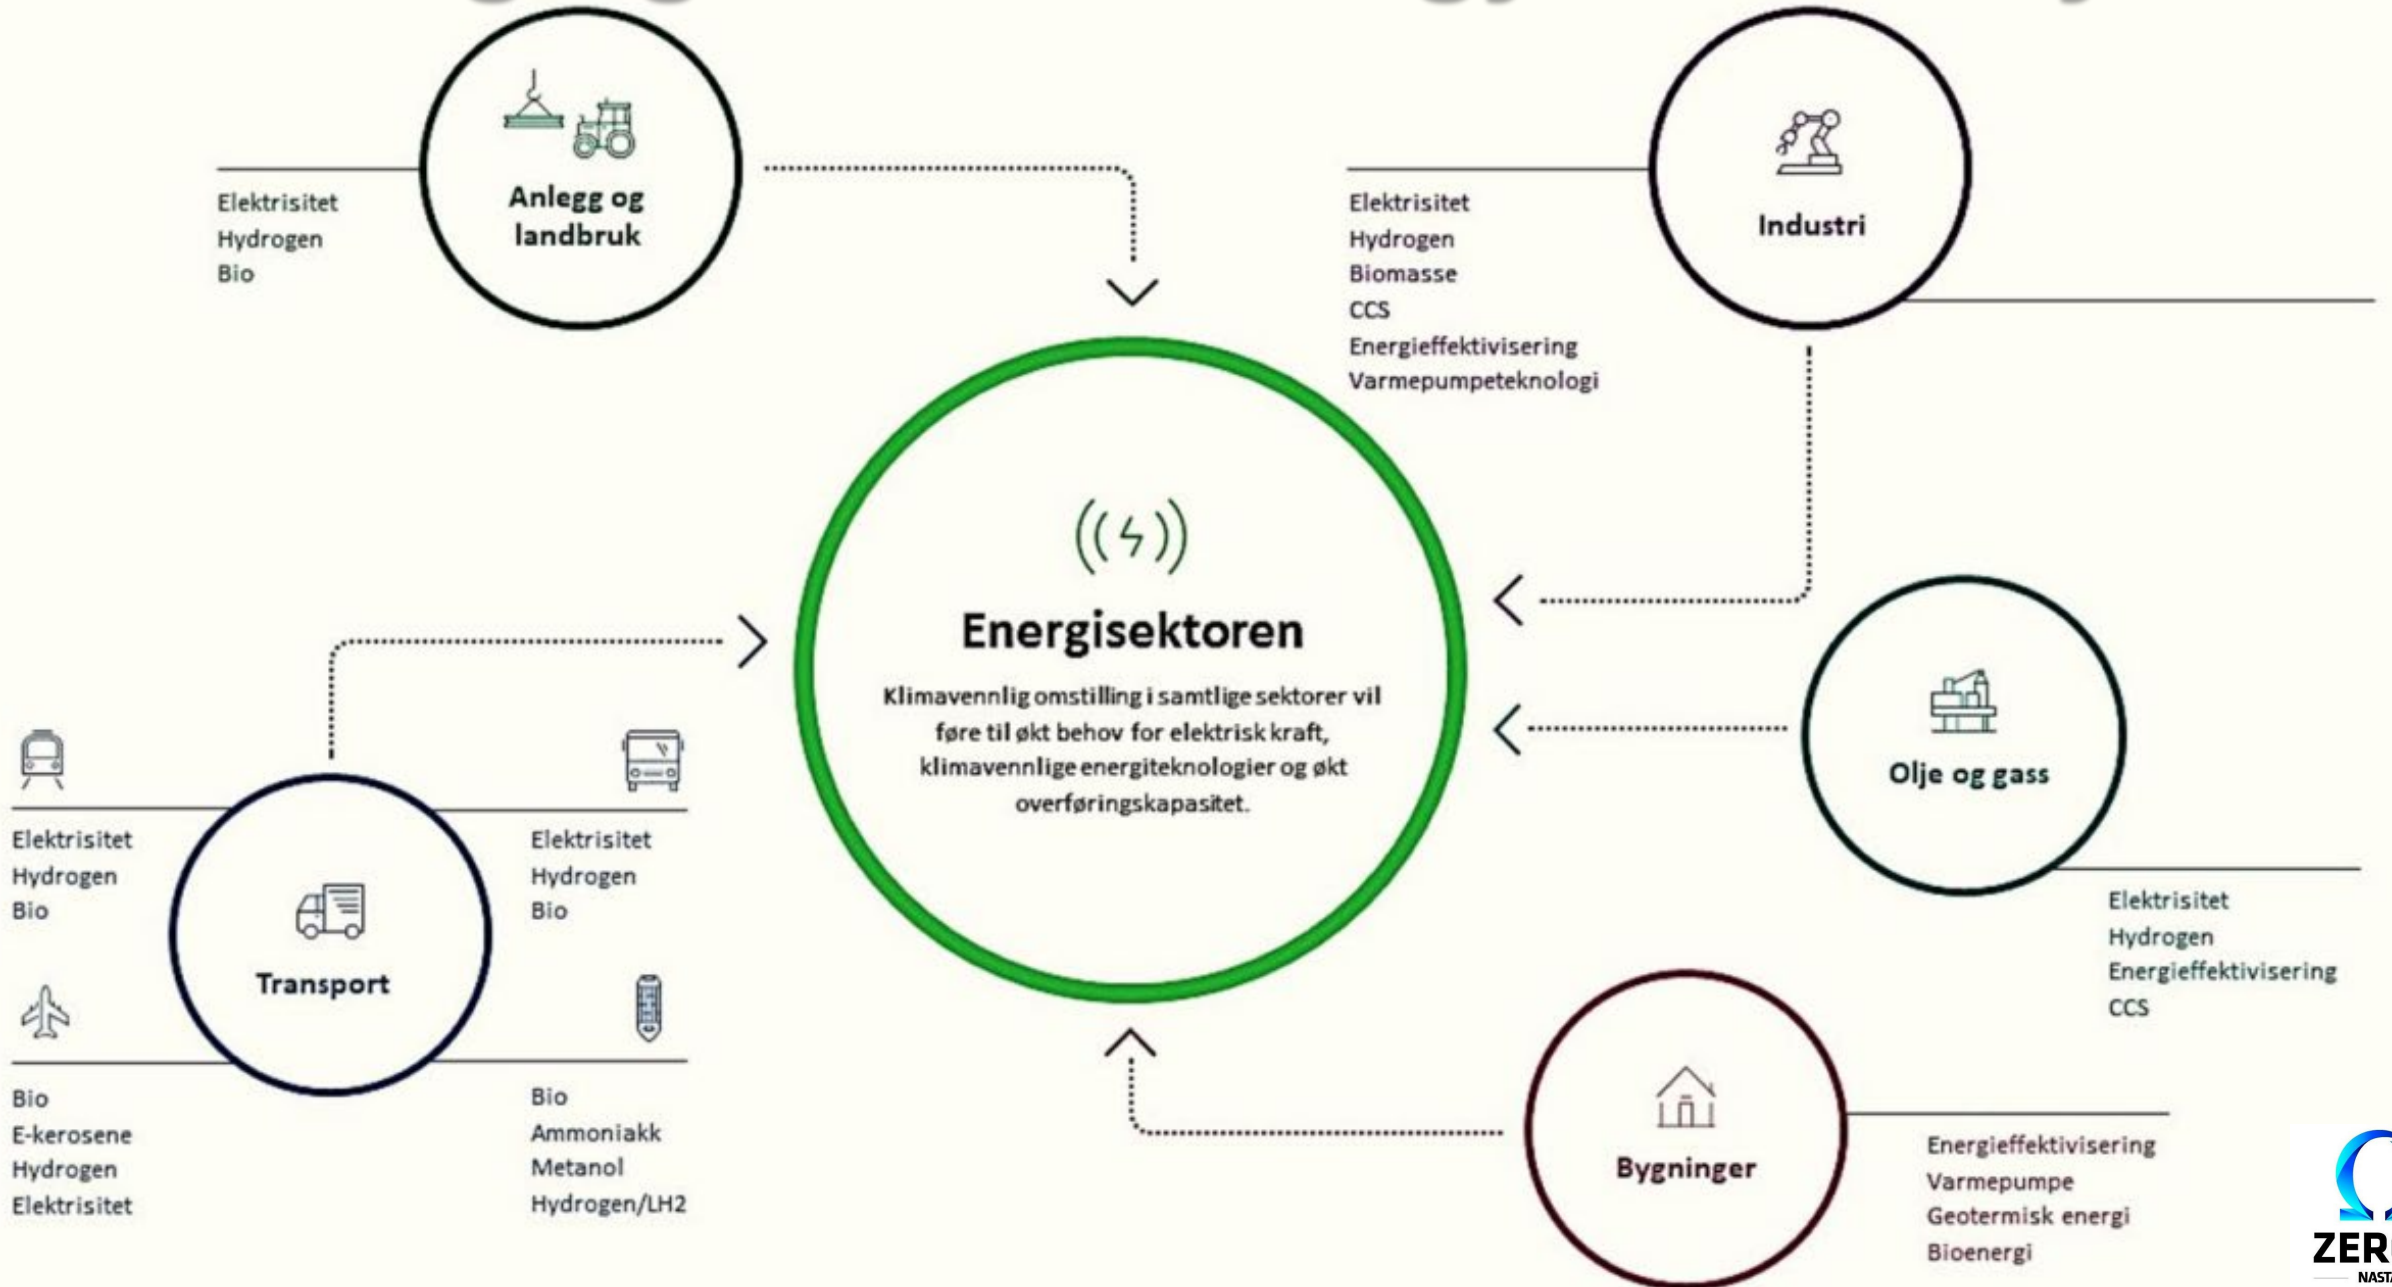 Anlegg og
landbruk
Elektrisitet
Hydrogen
Bio
Industri
Elektrisitet
Hydrogen
Biomasse
CCS
Energieffektivisering
Varmepumpeteknologi
Energisektoren
Klimavennlig omstilling i samtlige sektorer vil
føre til økt behov for elektrisk kraft,
klimavennlige energiteknologier og økt
overføringskapasitet.
Olje og gass
Elektrisitet
Hydrogen
Energieffektivisering
CCS
Transport
Elektrisitet
Hydrogen
Bio
Elektrisitet
Hydrogen
Bio
Bio
E-kerosene
Hydrogen
Elektrisitet
Bio
Ammoniakk
Metanol
Hydrogen/LH2
Bygninger
Energieffektivisering
Varmepumpe
Geotermisk energi
Bioenergi